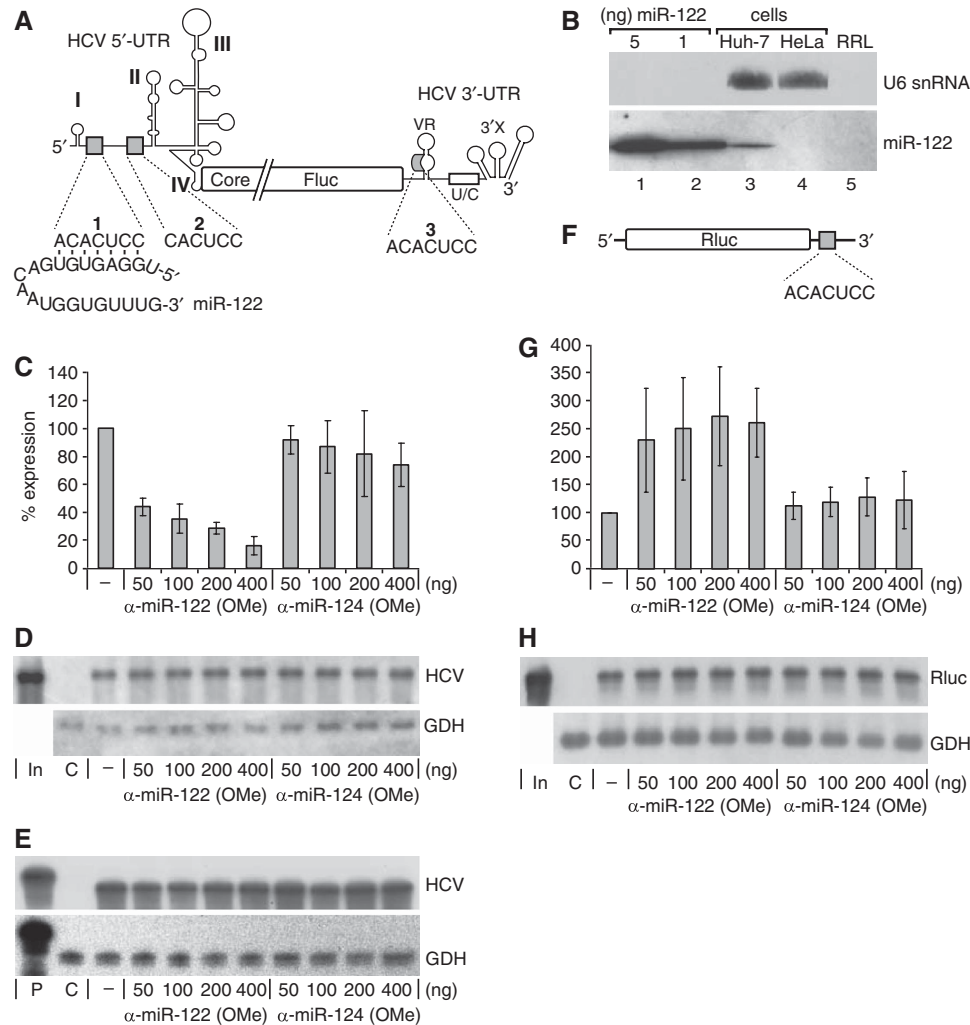 A
HCV 5′-UTR
III
II
I
5′
IV
Core
Fluc
HCV 3′-UTR
VR
3′X
U/C
3′
1
2
3
ACACUCC
CACUCC
ACACUCC
CAGUGUGAGGU-5′
AAUGGUGUUUG-3′ miR-122
B
(ng) miR-122
cells
5 1 Huh-7 HeLa RRL
U6 snRNA
miR-122
1 2 3 4 5
F
5′ Rluc 3′
ACACUCC
C
% expression
140
120
100
80
60
40
20
0
– 50 100 200 400 50 100 200 400 (ng)
α-miR-122 (OMe) α-miR-124 (OMe)
G
400
350
300
250
200
150
100
50
0
– 50 100 200 400 50 100 200 400 (ng)
α-miR-122 (OMe) α-miR-124 (OMe)
D
HCV
GDH
In C – 50 100 200 400 50 100 200 400 (ng)
α-miR-122 (OMe) α-miR-124 (OMe)
H
Rluc
GDH
In C – 50 100 200 400 50 100 200 400 (ng)
α-miR-122 (OMe) α-miR-124 (OMe)
E
HCV
GDH
P C – 50 100 200 400 50 100 200 400 (ng)
α-miR-122 (OMe) α-miR-124 (OMe)